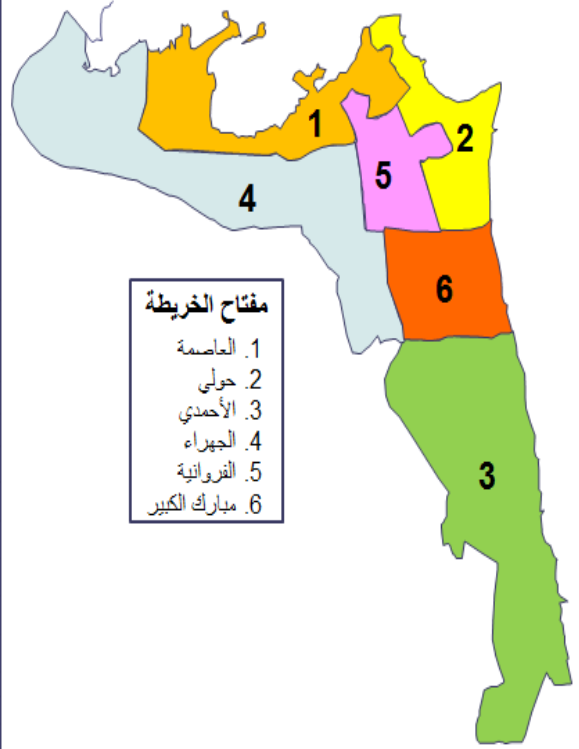 1
2
5
4
6
مفتاح الخريطة
1. العاصمة
2. حولي
3. الأحمدي
4. الجهراء
5. الفروانية
6. مبارك الكبير
3